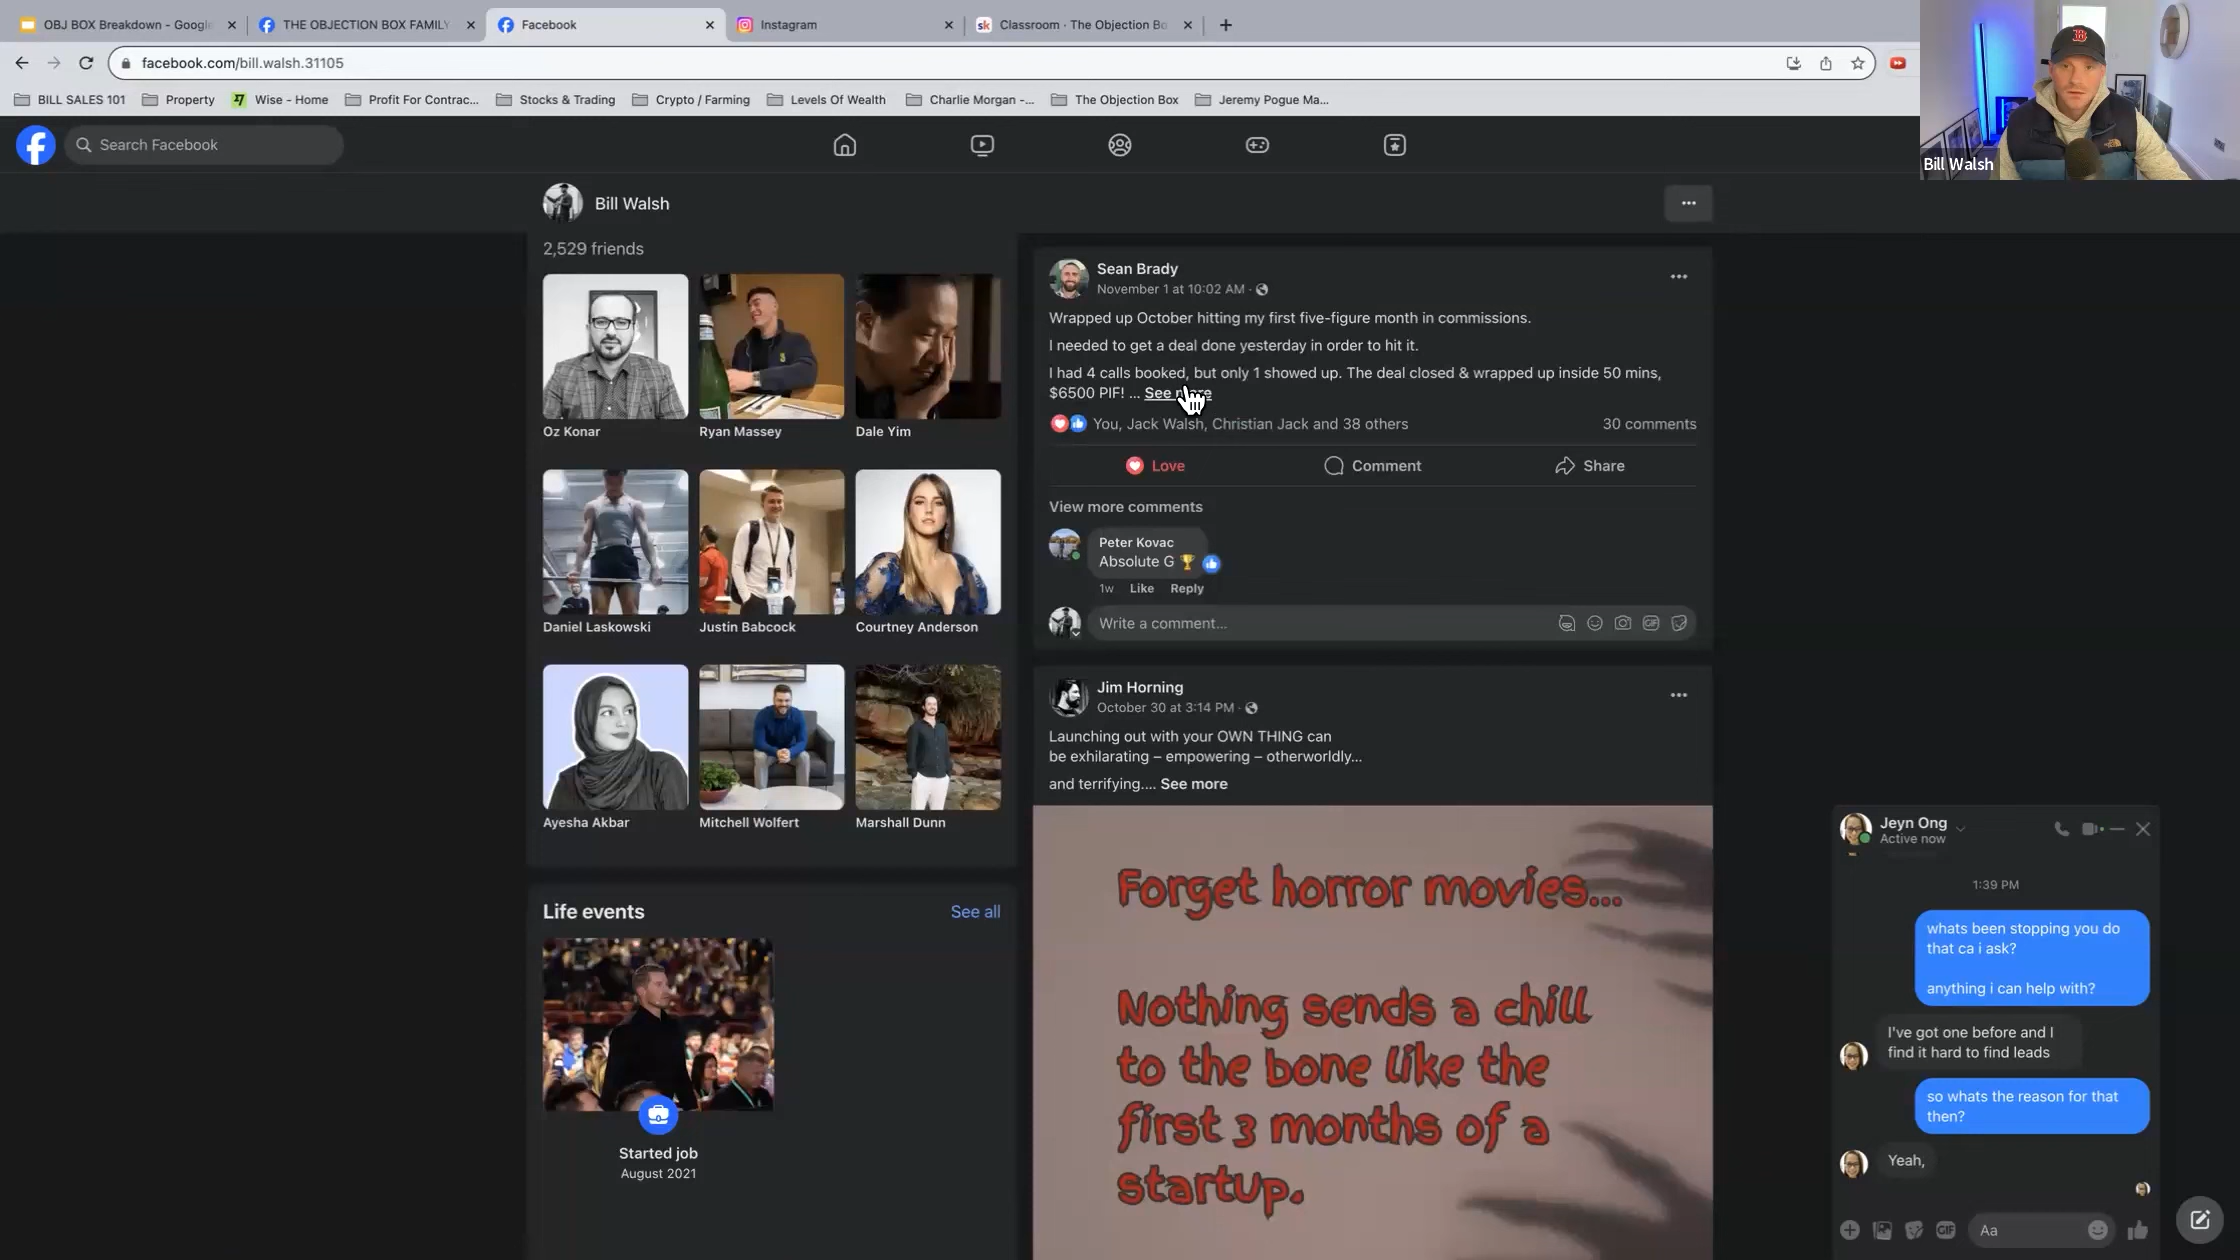 OBJ BOX Breakdown - Google
THE OBJECTION BOX FAMILY
Facebook
Instagram
Classroom · The Objection Bo
facebook.com/bill.walsh.31105
BILL SALES 101
Property
Wise - Home
Profit For Contrac...
Stocks & Trading
Crypto / Farming
Levels Of Wealth
Charlie Morgan -...
The Objection Box
Jeremy Pogue Ma...
Bill Walsh
Search Facebook
Bill Walsh
2,529 friends
Oz Konar
Ryan Massey
Dale Yim
Daniel Laskowski
Justin Babcock
Courtney Anderson
Ayesha Akbar
Mitchell Wolfert
Marshall Dunn
Life events
See all
Started job
August 2021
Sean Brady
November 1 at 10:02 AM ·
Wrapped up October hitting my first five-figure month in commissions.
I needed to get a deal done yesterday in order to hit it.
I had 4 calls booked, but only 1 showed up. The deal closed & wrapped up inside 50 mins,
$6500 PIF! ... See more
You, Jack Walsh, Christian Jack and 38 others
30 comments
Love
Comment
Share
View more comments
Peter Kovac
Absolute G 🏆
1w Like Reply
Write a comment...
GIF
Jim Horning
October 30 at 3:14 PM ·
Launching out with your OWN THING can
be exhilarating – empowering – otherworldly...
and terrifying.... See more
Forget horror movies...
Nothing sends a chill
to the bone like the
first 3 months of a
startup.
Jeyn Ong
Active now
1:39 PM
whats been stopping you do
that ca i ask?
anything i can help with?
I've got one before and I
find it hard to find leads
so whats the reason for that
then?
Yeah,
GIF
Aa